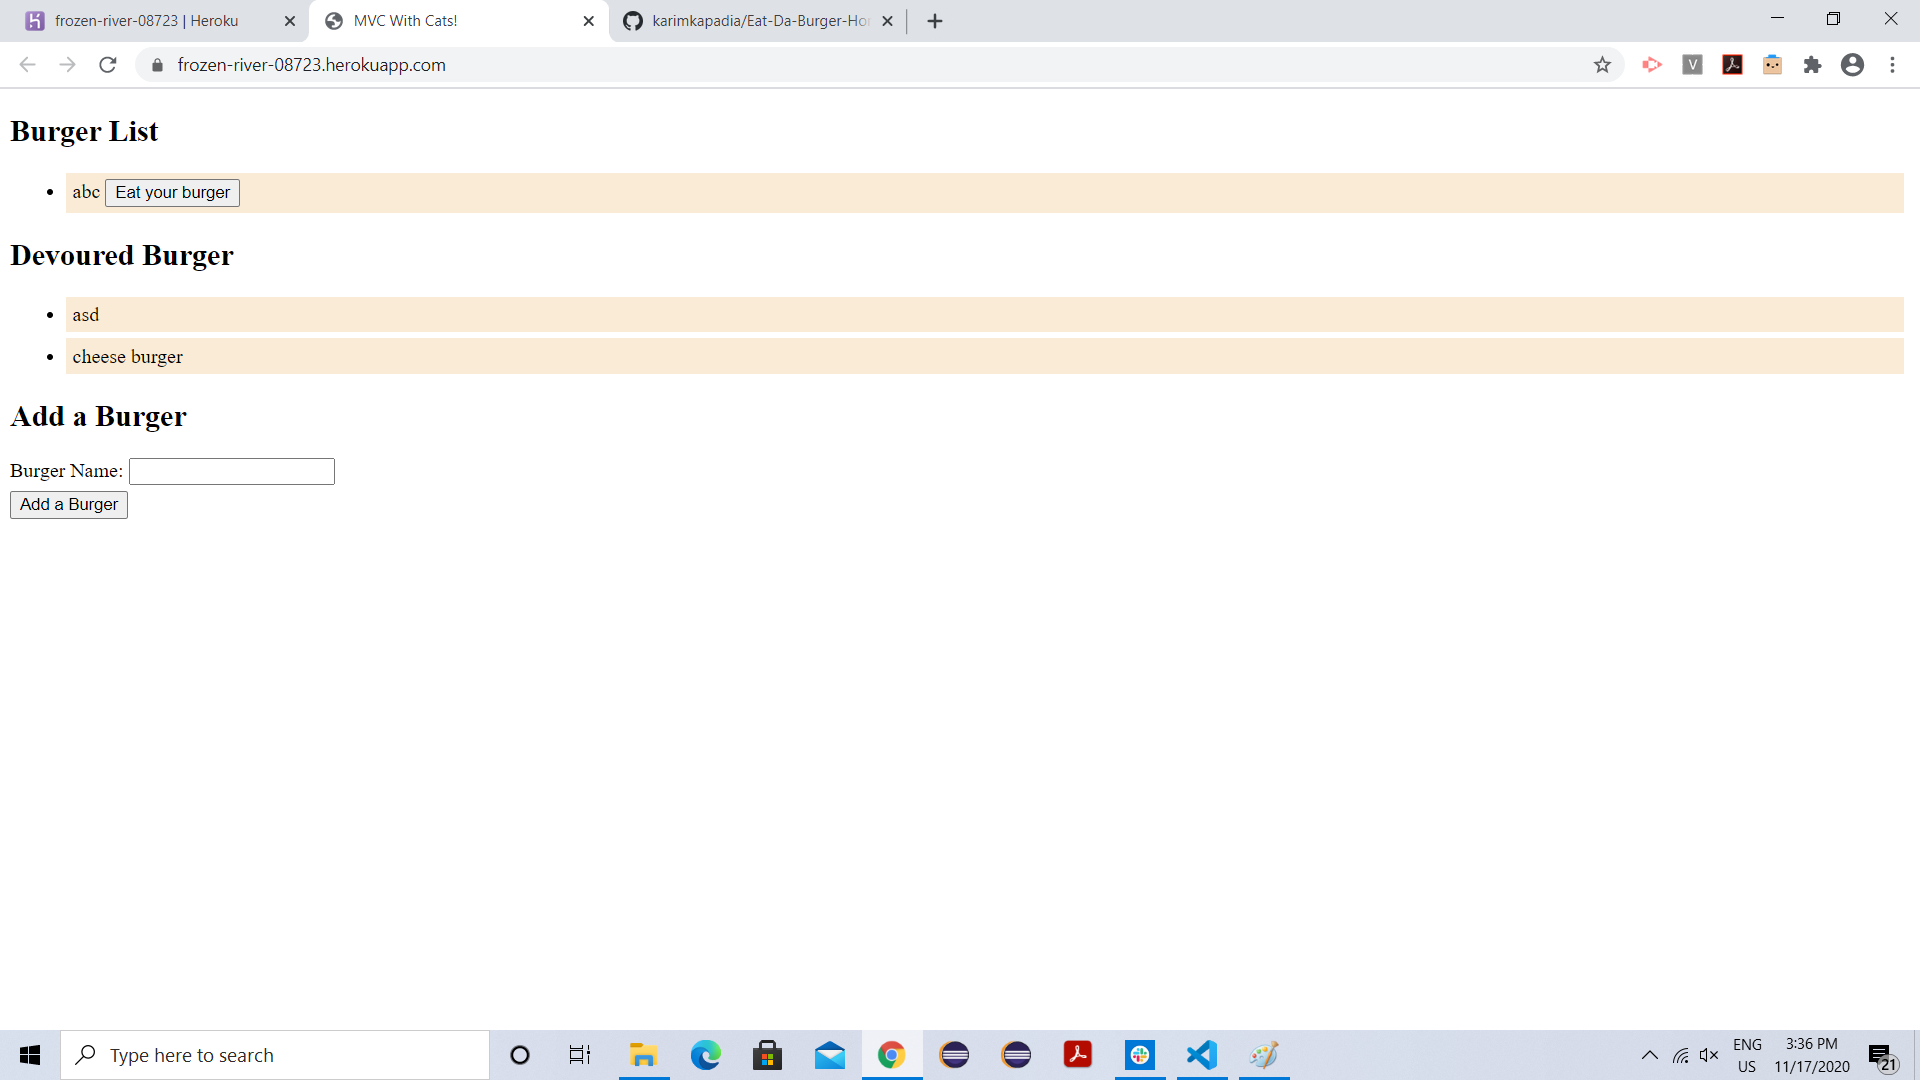 frozen-river-08723 | Heroku
MVC With Cats!
karimkapadia/Eat-Da-Burger-Ho
frozen-river-08723.herokuapp.com
V
Burger List
abc Eat your burger
Devoured Burger
asd
cheese burger
Add a Burger
Burger Name:
Add a Burger
Type here to search
ENG
US
3:36 PM
11/17/2020
21